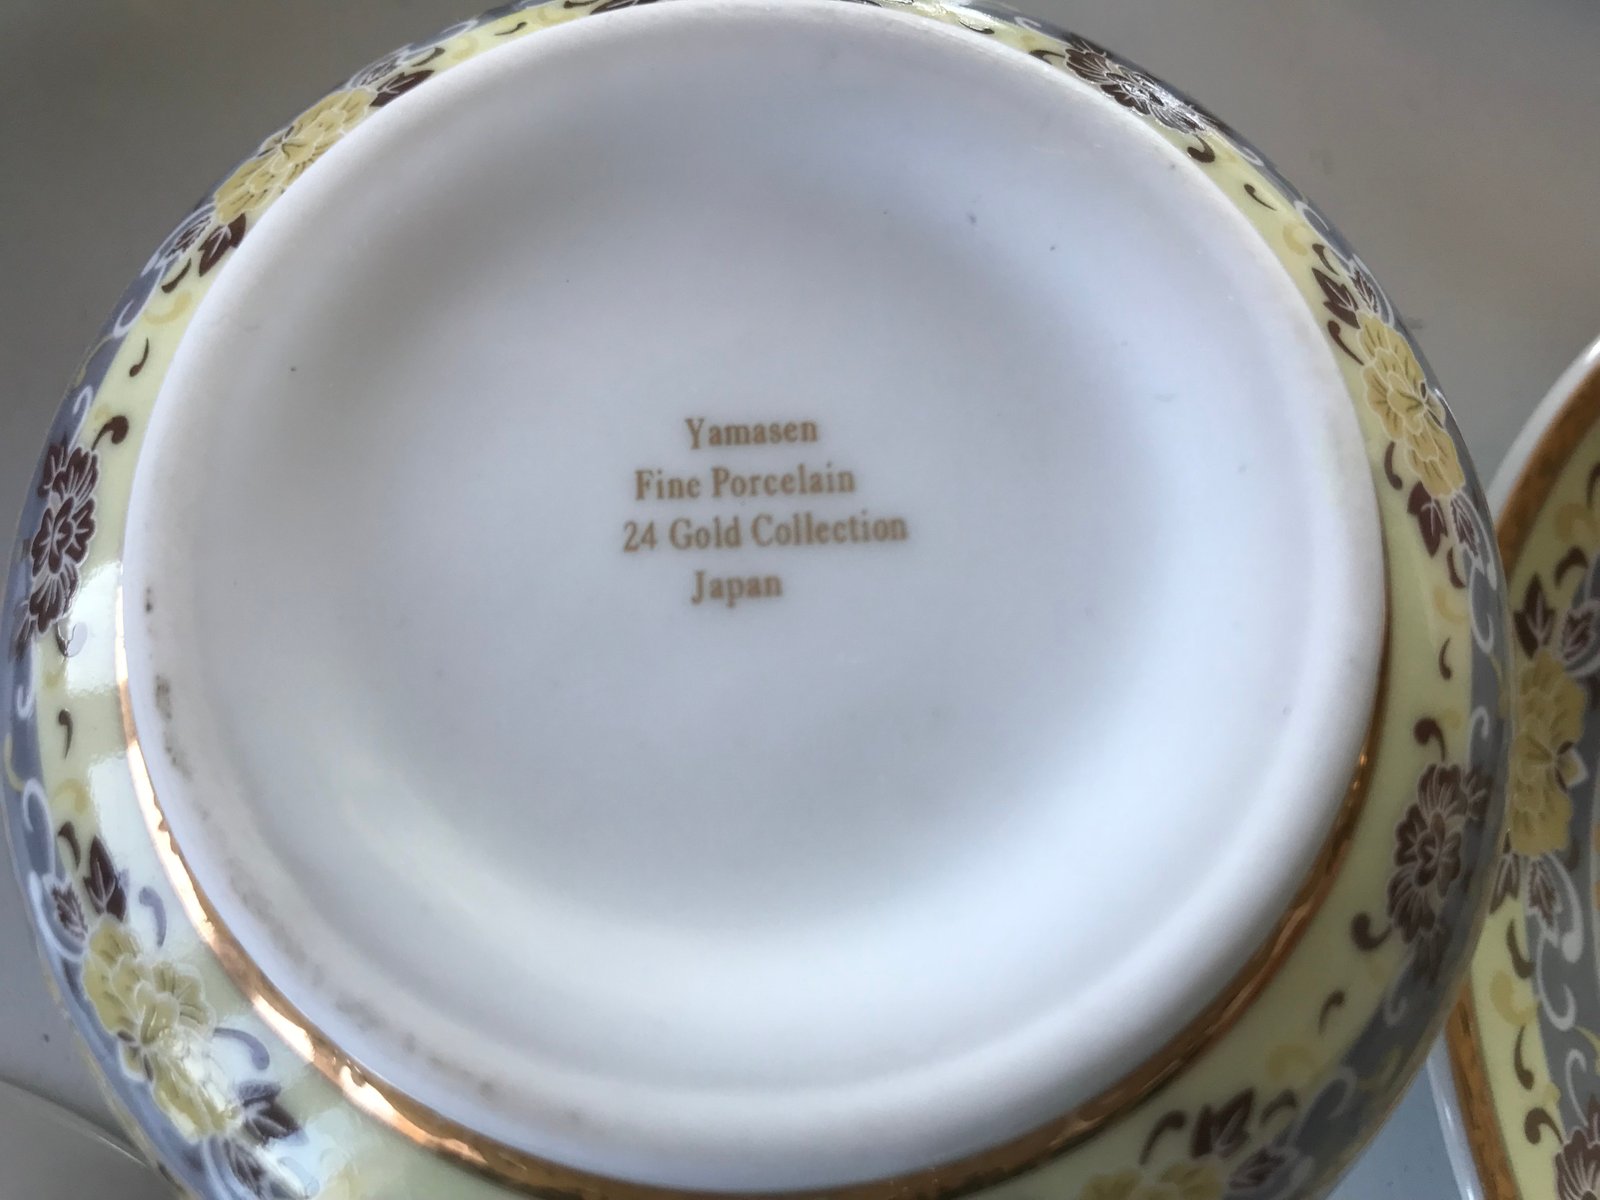 Yamasen
Fine Porcelain
24 Gold Collection
Japan